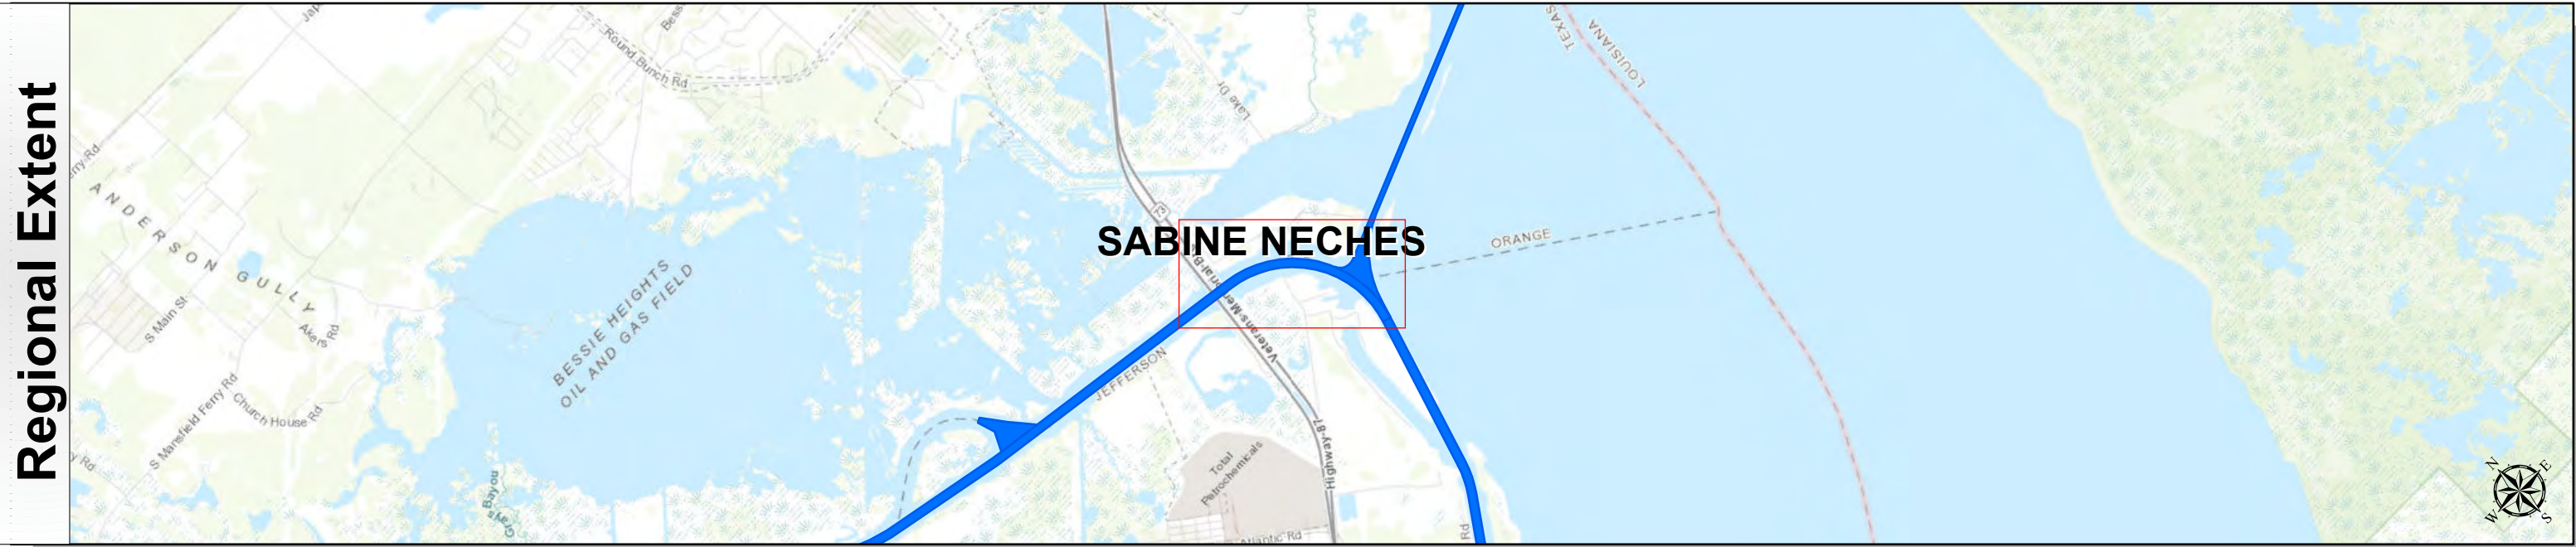 Regional Extent
Round Bunch Rd
Lake Dr
TEXAS
LOUISIANA
ANDERSON GULLY
73
SABINE NECHES
ORANGE
BESSIE HEIGHTS
OIL AND GAS FIELD
S Main St
Akers Rd
Veterans Memorial
JEFFERSON
S Mansfield Ferry Rd
Church House Rd
Highway-87
Total
Petrochemicals
Grays Bayou
Rd
Atlantic Rd
N
E
W
S